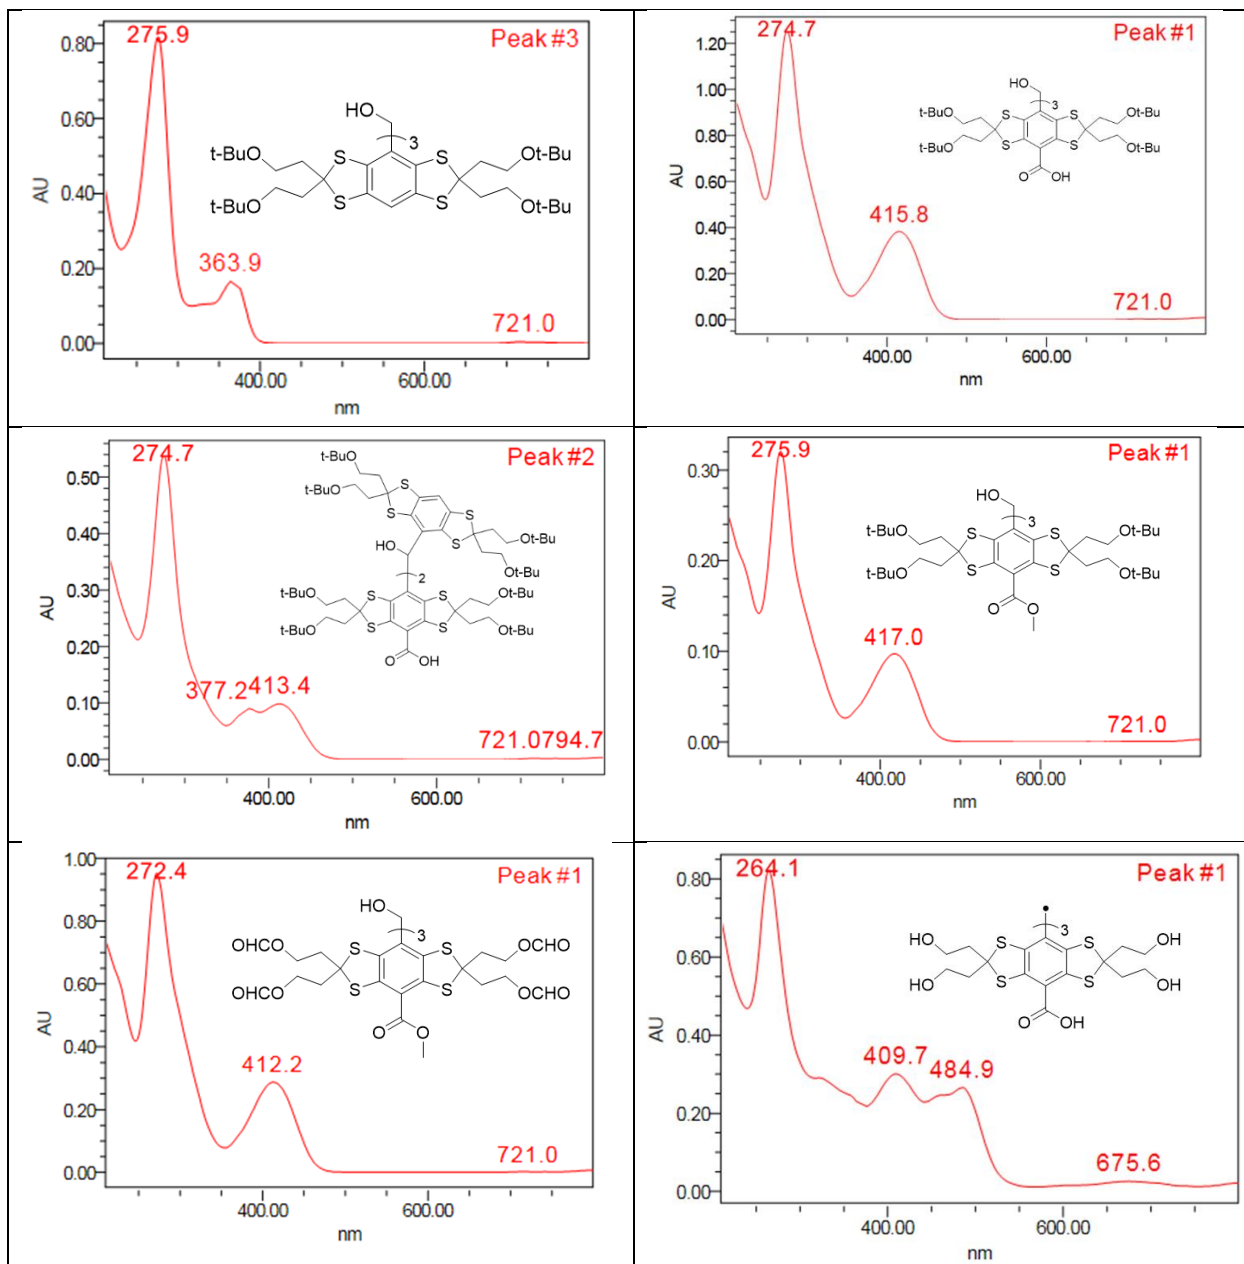 275.9
Peak #3
0.80
0.60
0.40
0.20
0.00
AU
363.9
721.0
400.00
600.00
nm
HO
3
t-BuO
S
S
Ot-Bu
t-BuO
S
S
Ot-Bu
274.7
Peak #1
1.20
1.00
0.80
0.60
0.40
0.20
0.00
AU
415.8
721.0
400.00
600.00
nm
HO
3
t-BuO
S
S
Ot-Bu
t-BuO
S
S
Ot-Bu
O
OH
274.7
Peak #2
0.50
0.40
0.30
0.20
0.10
0.00
AU
377.2
413.4
721.0
794.7
400.00
600.00
nm
t-BuO
t-BuO
S
S
S
S
Ot-Bu
Ot-Bu
HO
2
t-BuO
S
S
Ot-Bu
t-BuO
S
S
Ot-Bu
O
OH
275.9
Peak #1
0.30
0.20
0.10
0.00
AU
417.0
721.0
400.00
600.00
nm
HO
3
t-BuO
S
S
Ot-Bu
t-BuO
S
S
Ot-Bu
O
O
272.4
Peak #1
1.00
0.80
0.60
0.40
0.20
0.00
AU
412.2
721.0
400.00
600.00
nm
HO
3
OHCO
S
S
OCHO
OHCO
S
S
OCHO
O
O
264.1
Peak #1
0.80
0.60
0.40
0.20
0.00
AU
409.7
484.9
675.6
400.00
600.00
nm
3
HO
S
S
OH
HO
S
S
OH
O
OH